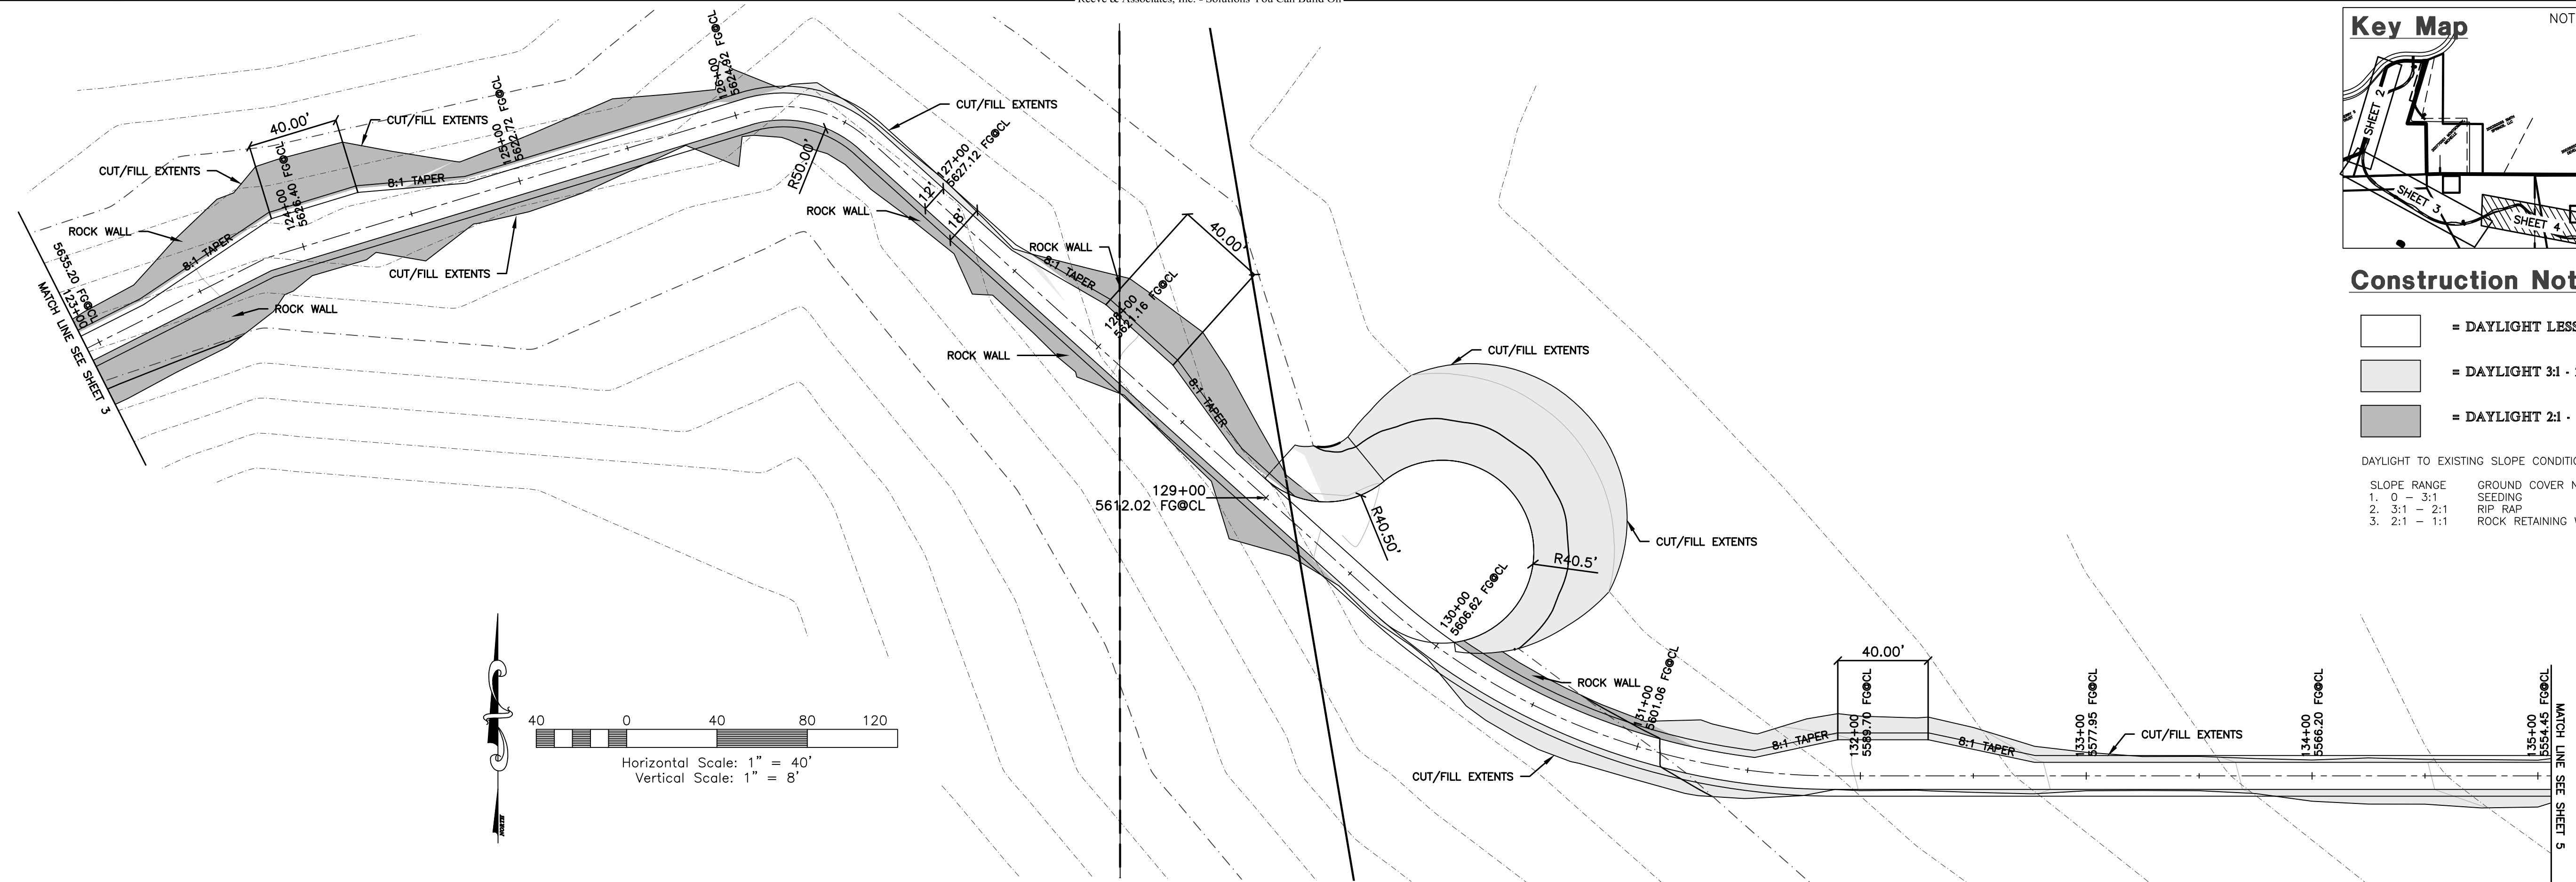 Reeve & Associates, Inc. - Solutions You Can Build On
CUT/FILL EXTENTS
40.00'
CUT/FILL EXTENTS
ROCK WALL
8:1 TAPER
124+00
5626.40 FG@CL
8:1 TAPER
125+00
5622.72 FG@CL
126+00
5624.92 FG@CL
CUT/FILL EXTENTS
R50.00'
12'
18'
127+00
5627.12 FG@CL
ROCK WALL
5635.20 FG@CL
123+00
MATCH LINE SEE SHEET 3
ROCK WALL
CUT/FILL EXTENTS
ROCK WALL
8:1 TAPER
40.00'
128+00
5621.16 FG@CL
ROCK WALL
8:1 TAPER
129+00
5612.02 FG@CL
CUT/FILL EXTENTS
R40.50'
R40.5'
CUT/FILL EXTENTS
130+00
5606.62 FG@CL
ROCK WALL
131+00
5601.06 FG@CL
CUT/FILL EXTENTS
8:1 TAPER
40.00'
132+00
5589.70 FG@CL
8:1 TAPER
133+00
5577.95 FG@CL
CUT/FILL EXTENTS
134+00
5566.20 FG@CL
135+00
5554.45 FG@CL
MATCH LINE SEE SHEET 5
40 0 40 80 120
Horizontal Scale: 1" = 40'
Vertical Scale: 1" = 8'
Key Map
NOT
SHEET 2
SHEET 3
SHEET 4
Construction Not
= DAYLIGHT LESS
= DAYLIGHT 3:1 -
= DAYLIGHT 2:1 -
DAYLIGHT TO EXISTING SLOPE CONDITIO
SLOPE RANGE GROUND COVER N
1. 0 – 3:1 SEEDING
2. 3:1 – 2:1 RIP RAP
3. 2:1 – 1:1 ROCK RETAINING